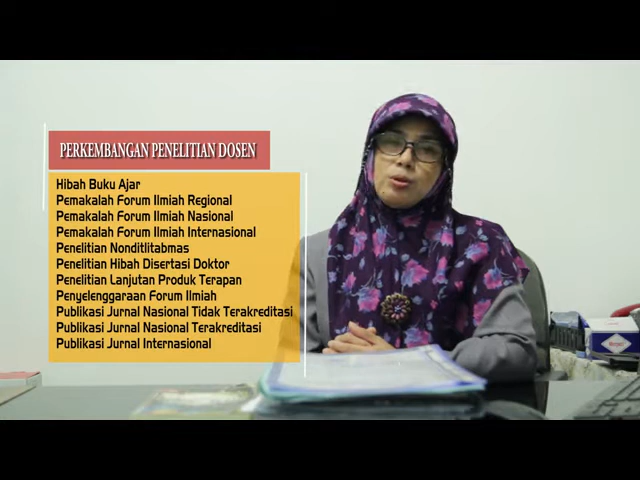 PERKEMBANGAN PENELITIAN DOSEN
Hibah Buku Ajar
Pemakalah Forum Ilmiah Regional
Pemakalah Forum Ilmiah Nasional
Pemakalah Forum Ilmiah Internasional
Penelitian Nonditlitabmas
Penelitian Hibah Disertasi Doktor
Penelitian Lanjutan Produk Terapan
Penyelenggaraan Forum Ilmiah
Publikasi Jurnal Nasional Tidak Terakreditasi
Publikasi Jurnal Nasional Terakreditasi
Publikasi Jurnal Internasional